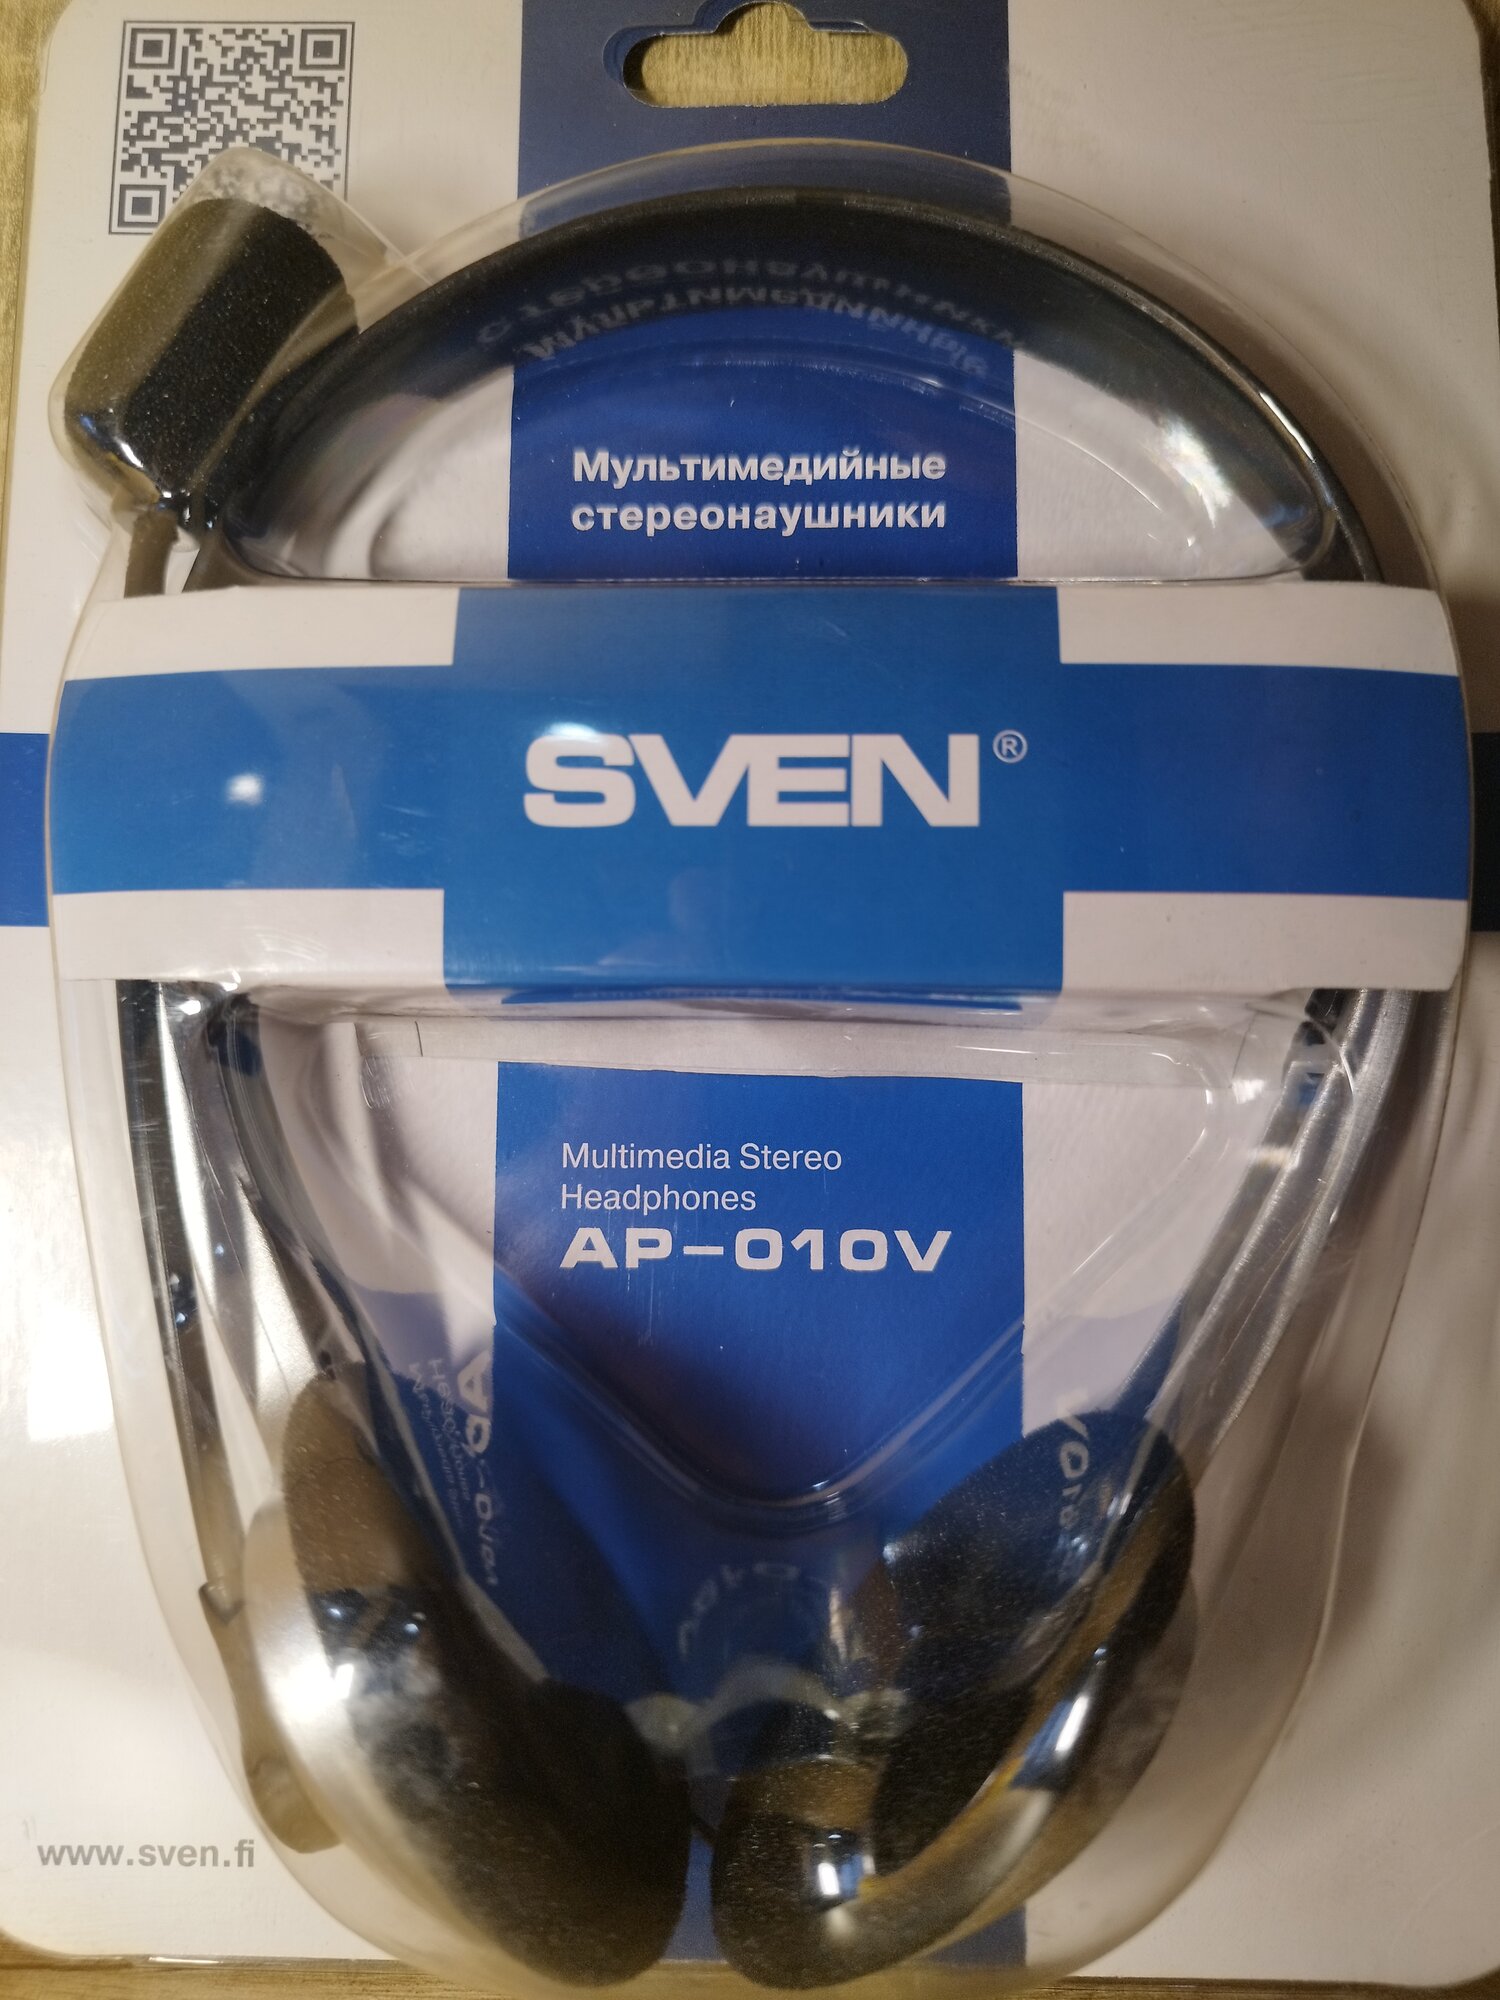 Мультимедийные
стереонаушники
SVEN®
Multimedia Stereo
Headphones
AP-010V
www.sven.fi